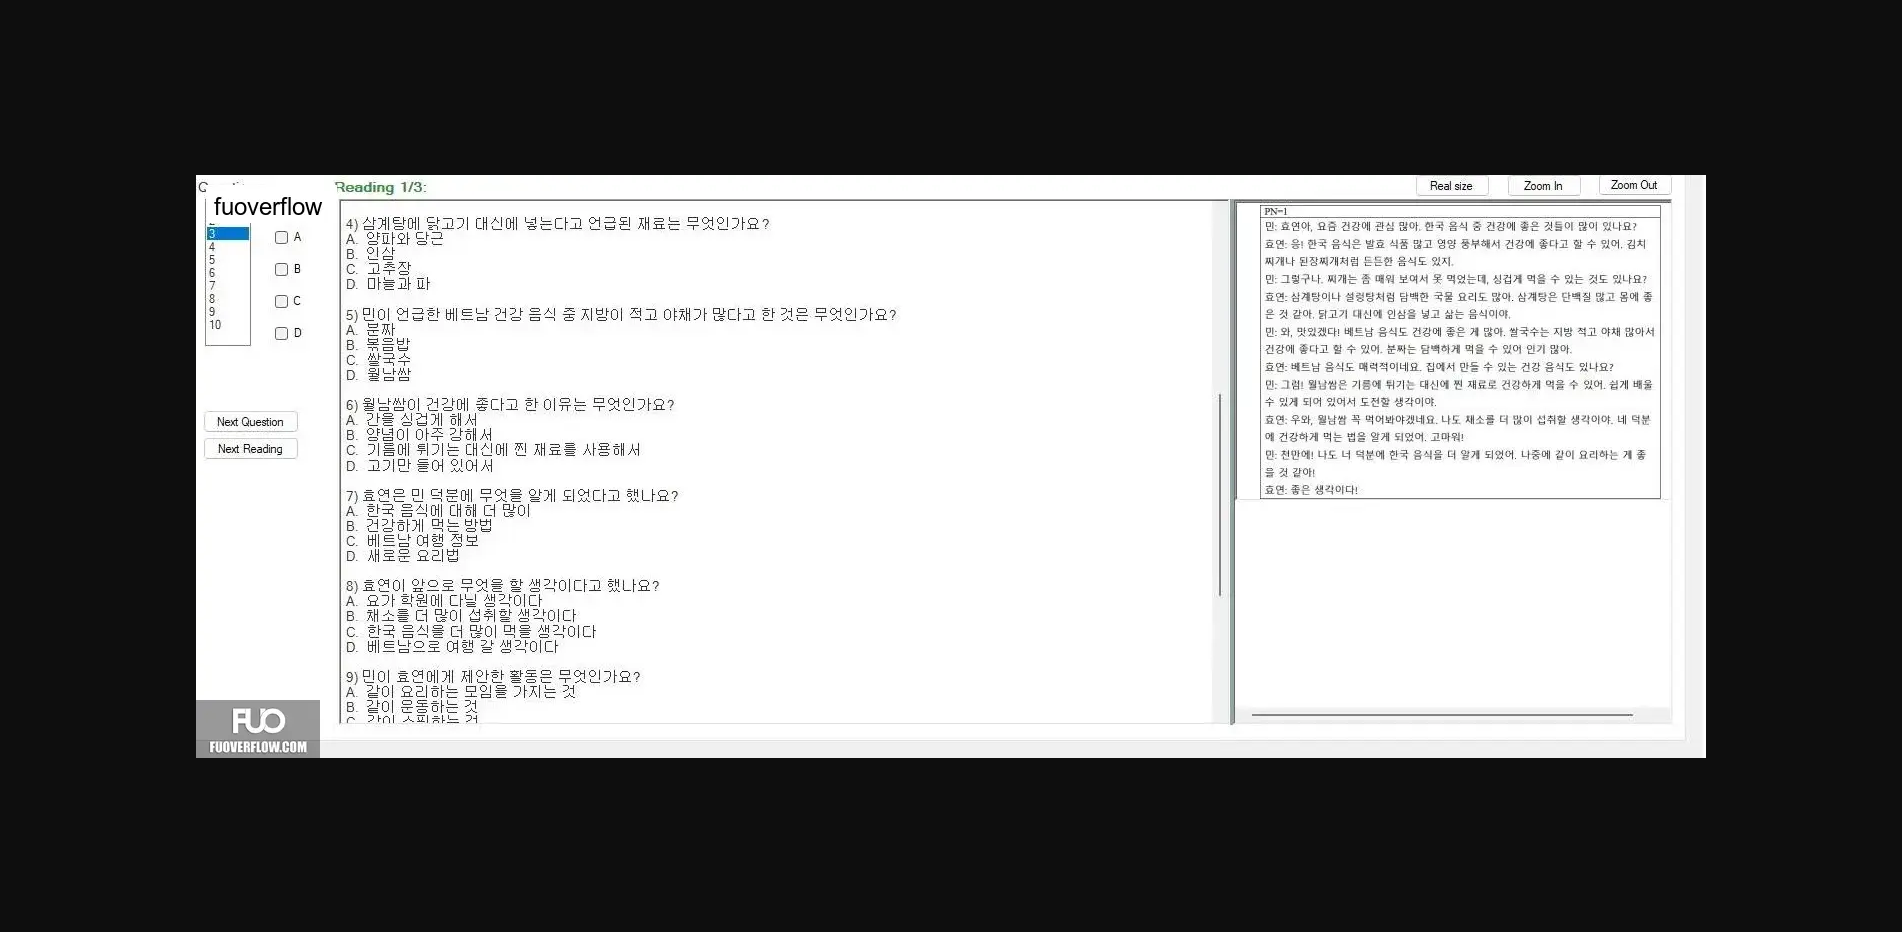 Reading 1/3:
Real size
Zoom In
Zoom Out
fuoverflow
3
4
5
6
7
8
9
10
A
B
C
D
Next Question
Next Reading
4) 삼계탕에 닭고기 대신에 넣는다고 언급된 재료는 무엇인가요?
A. 양파와 당근
B. 인삼
C. 고추장
D. 마늘과 파
5) 민이 언급한 베트남 건강 음식 중 지방이 적고 야채가 많다고 한 것은 무엇인가요?
A. 분짜
B. 볶음밥
C. 쌀국수
D. 월남쌈
6) 월남쌈이 건강에 좋다고 한 이유는 무엇인가요?
A. 간을 싱겁게 해서
B. 양념이 아주 강해서
C. 기름에 튀기는 대신에 찐 재료를 사용해서
D. 고기만 들어 있어서
7) 효연은 민 덕분에 무엇을 알게 되었다고 했나요?
A. 한국 음식에 대해 더 많이
B. 건강하게 먹는 방법
C. 베트남 여행 정보
D. 새로운 요리법
8) 효연이 앞으로 무엇을 할 생각이다고 했나요?
A. 요가 학원에 다닐 생각이다
B. 채소를 더 많이 섭취할 생각이다
C. 한국 음식을 더 많이 먹을 생각이다
D. 베트남으로 여행 갈 생각이다
9) 민이 효연에게 제안한 활동은 무엇인가요?
A. 같이 요리하는 모임을 가지는 것
B. 같이 운동하는 것
C. 같이 쇼핑하는 것
PN=1
민: 효연아, 요즘 건강에 관심 많아. 한국 음식 중 건강에 좋은 것들이 많이 있나요?
효연: 응! 한국 음식은 발효 식품 많고 영양 풍부해서 건강에 좋다고 할 수 있어. 김치
찌개나 된장찌개처럼 든든한 음식도 있지.
민: 그렇구나. 찌개는 좀 매워 보여서 못 먹었는데, 싱겁게 먹을 수 있는 것도 있나요?
효연: 삼계탕이나 설렁탕처럼 담백한 국물 요리도 많아. 삼계탕은 단백질 많고 몸에 좋
은 것 같아. 닭고기 대신에 인삼을 넣고 삶는 음식이야.
민: 와, 맛있겠다! 베트남 음식도 건강에 좋은 게 많아. 쌀국수는 지방 적고 야채 많아서
건강에 좋다고 할 수 있어. 분짜는 담백하게 먹을 수 있어 인기 많아.
효연: 베트남 음식도 매력적이네요. 집에서 만들 수 있는 건강 음식도 있나요?
민: 그럼! 월남쌈은 기름에 튀기는 대신에 찐 재료로 건강하게 먹을 수 있어. 쉽게 배울
수 있게 되어 있어서 도전할 생각이야.
효연: 우와, 월남쌈 꼭 먹어봐야겠네요. 나도 채소를 더 많이 섭취할 생각이야. 네 덕분
에 건강하게 먹는 법을 알게 되었어. 고마워!
민: 천만에! 나도 너 덕분에 한국 음식을 더 알게 되었어. 나중에 같이 요리하는 게 좋
을 것 같아!
효연: 좋은 생각이다!
FUO
FUOVERFLOW.COM